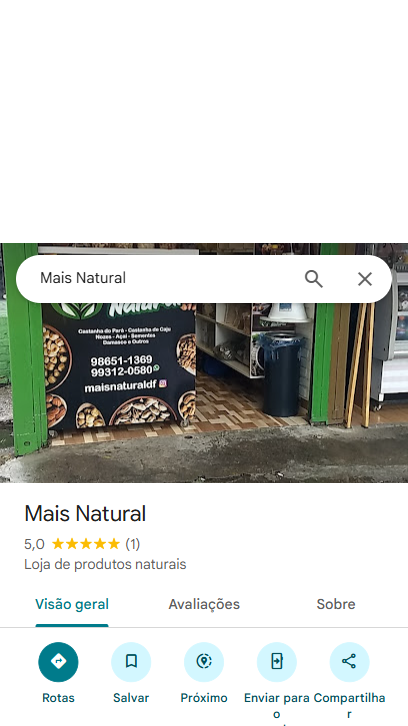 Mais Natural
Natural
Castanha do Pará - Castanha de Caju
Nozes - Açaí - Sementes
Damasco e Outros
98651-1369
99312-0580
maisnaturaldf
Mais Natural
5,0 (1)
Loja de produtos naturais
Visão geral
Avaliações
Sobre
Rotas
Salvar
Próximo
Enviar para o
Compartilhar